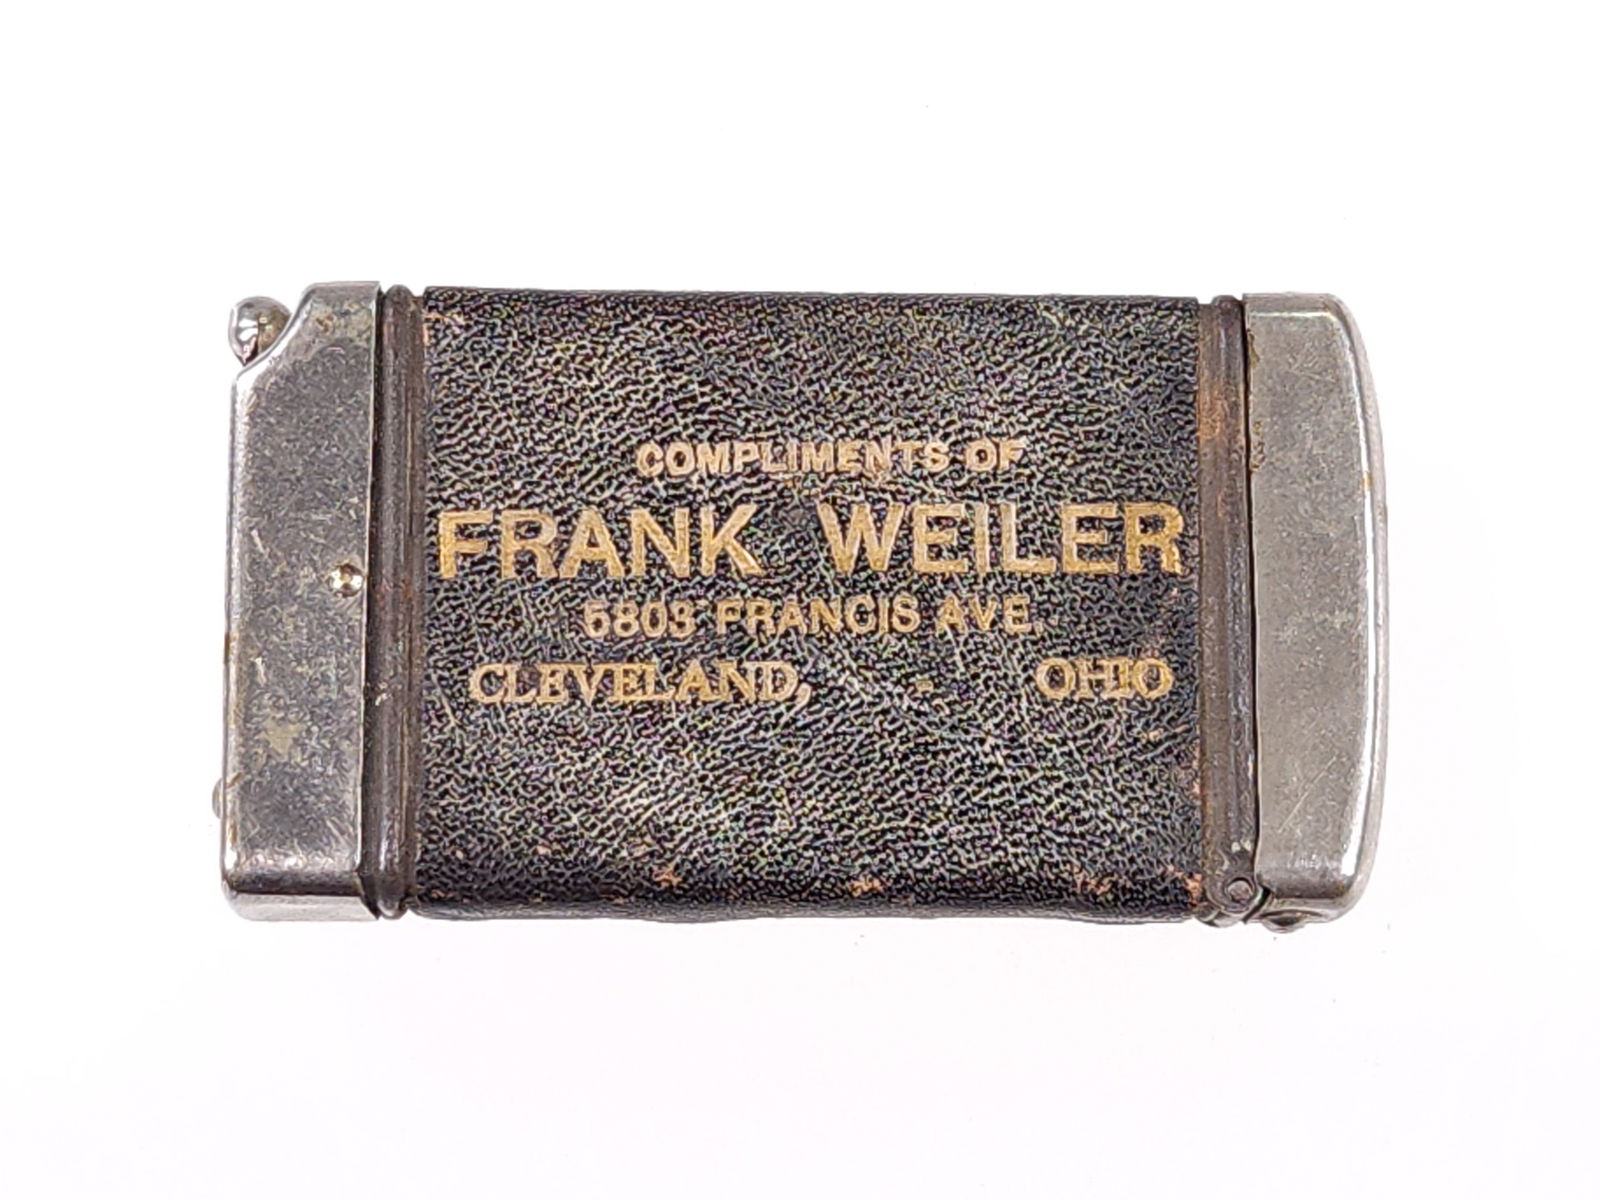 COMPLIMENTS OF
FRANK WEILER
5803 FRANCIS AVE.
CLEVELAND, OHIO